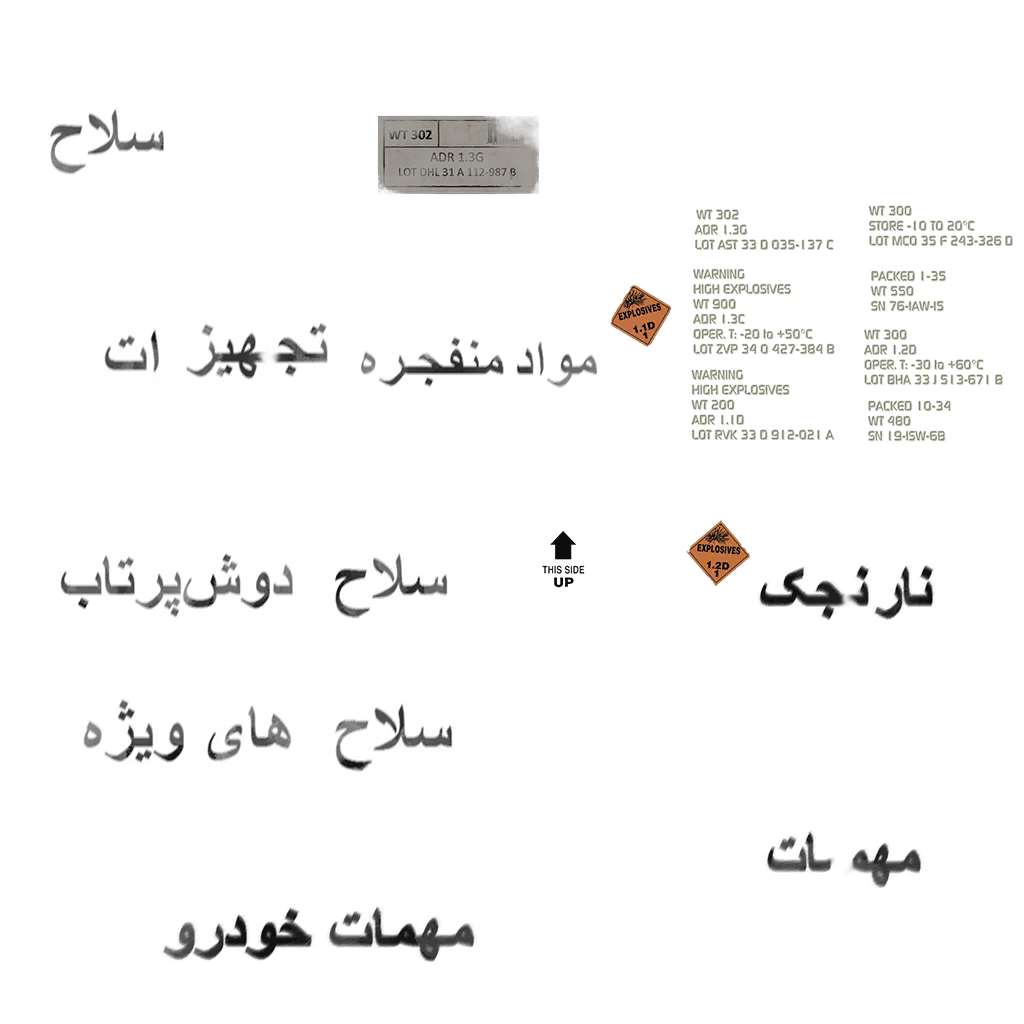 سلاح
WT 302
ADR 1.3G
LOT DHL 31 A 112-987 B
WT 302
ADR 1.3G
LOT AST 33 D 035-137 C
WT 300
STORE -10 TO 20°C
LOT MCO 35 F 243-326 D
WARNING
HIGH EXPLOSIVES
WT 900
ADR 1.3C
OPER. T: -20 to +50°C
LOT ZVP 34 O 427-384 B
PACKED 1-35
WT 550
SN 76-IAW-I5
EXPLOSIVES
1.1D
1
مواد منفجره
تجهیز ات
WT 300
ADR 1.2D
OPER. T: -30 to +60°C
LOT BHA 33 J 513-671 B
WARNING
HIGH EXPLOSIVES
WT 200
ADR 1.1D
LOT RVK 33 D 912-021 A
PACKED 10-34
WT 480
SN 19-ISW-6B
سلاح دوش‌پرتاب
THIS SIDE
UP
EXPLOSIVES
1.2D
1
نارنجک
سلاح های ویژه
مهمات
مهمات خودرو